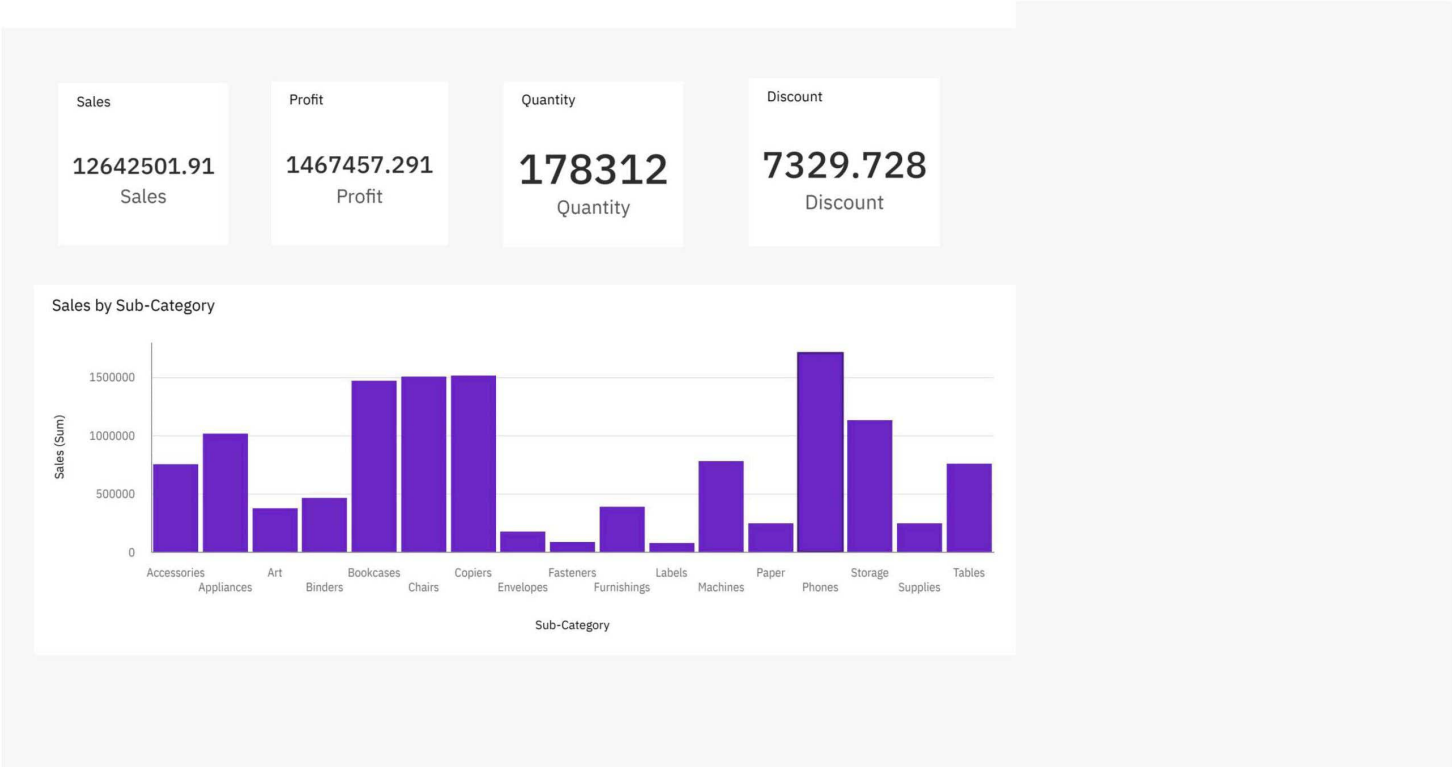 Sales
12642501.91
Sales
Profit
1467457.291
Profit
Quantity
178312
Quantity
Discount
7329.728
Discount
Sales by Sub-Category
Sales (Sum)
1500000
1000000
500000
0
Accessories
Appliances
Art
Binders
Bookcases
Chairs
Copiers
Envelopes
Fasteners
Furnishings
Labels
Machines
Paper
Phones
Storage
Supplies
Tables
Sub-Category